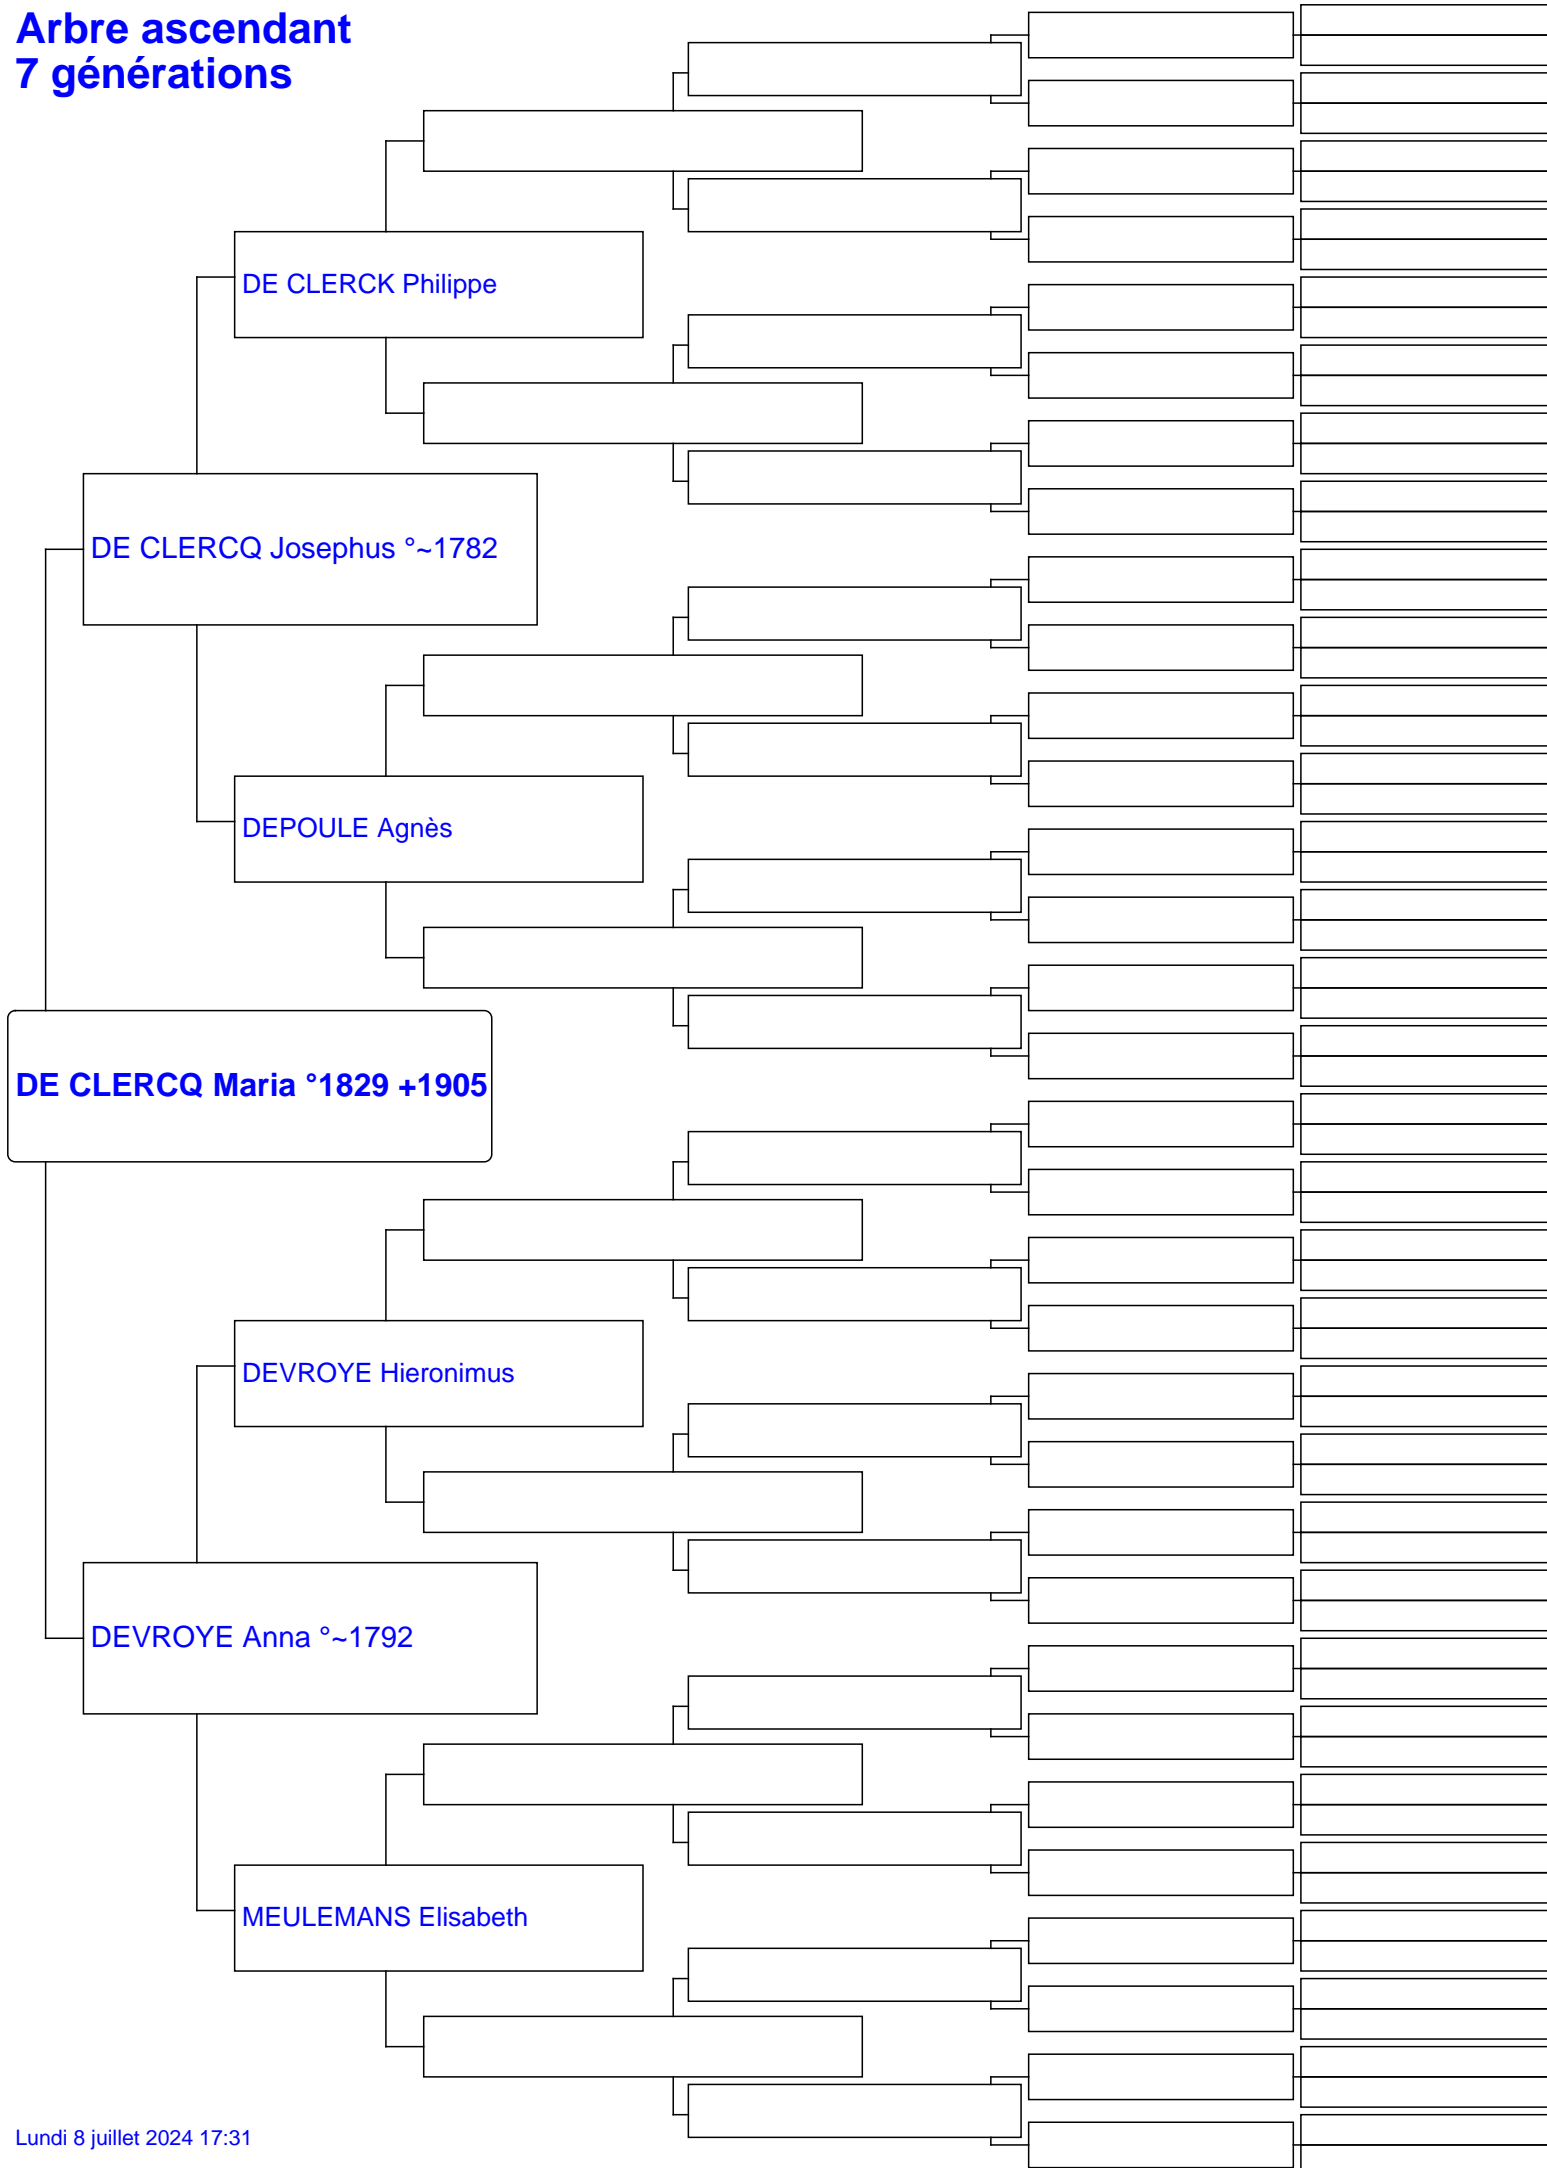 Arbre ascendant
7 générations
DE CLERCK Philippe
DE CLERCQ Josephus °~1782
DEPOULE Agnès
DE CLERCQ Maria °1829 +1905
DEVROYE Hieronimus
DEVROYE Anna °~1792
MEULEMANS Elisabeth
Lundi 8 juillet 2024 17:31